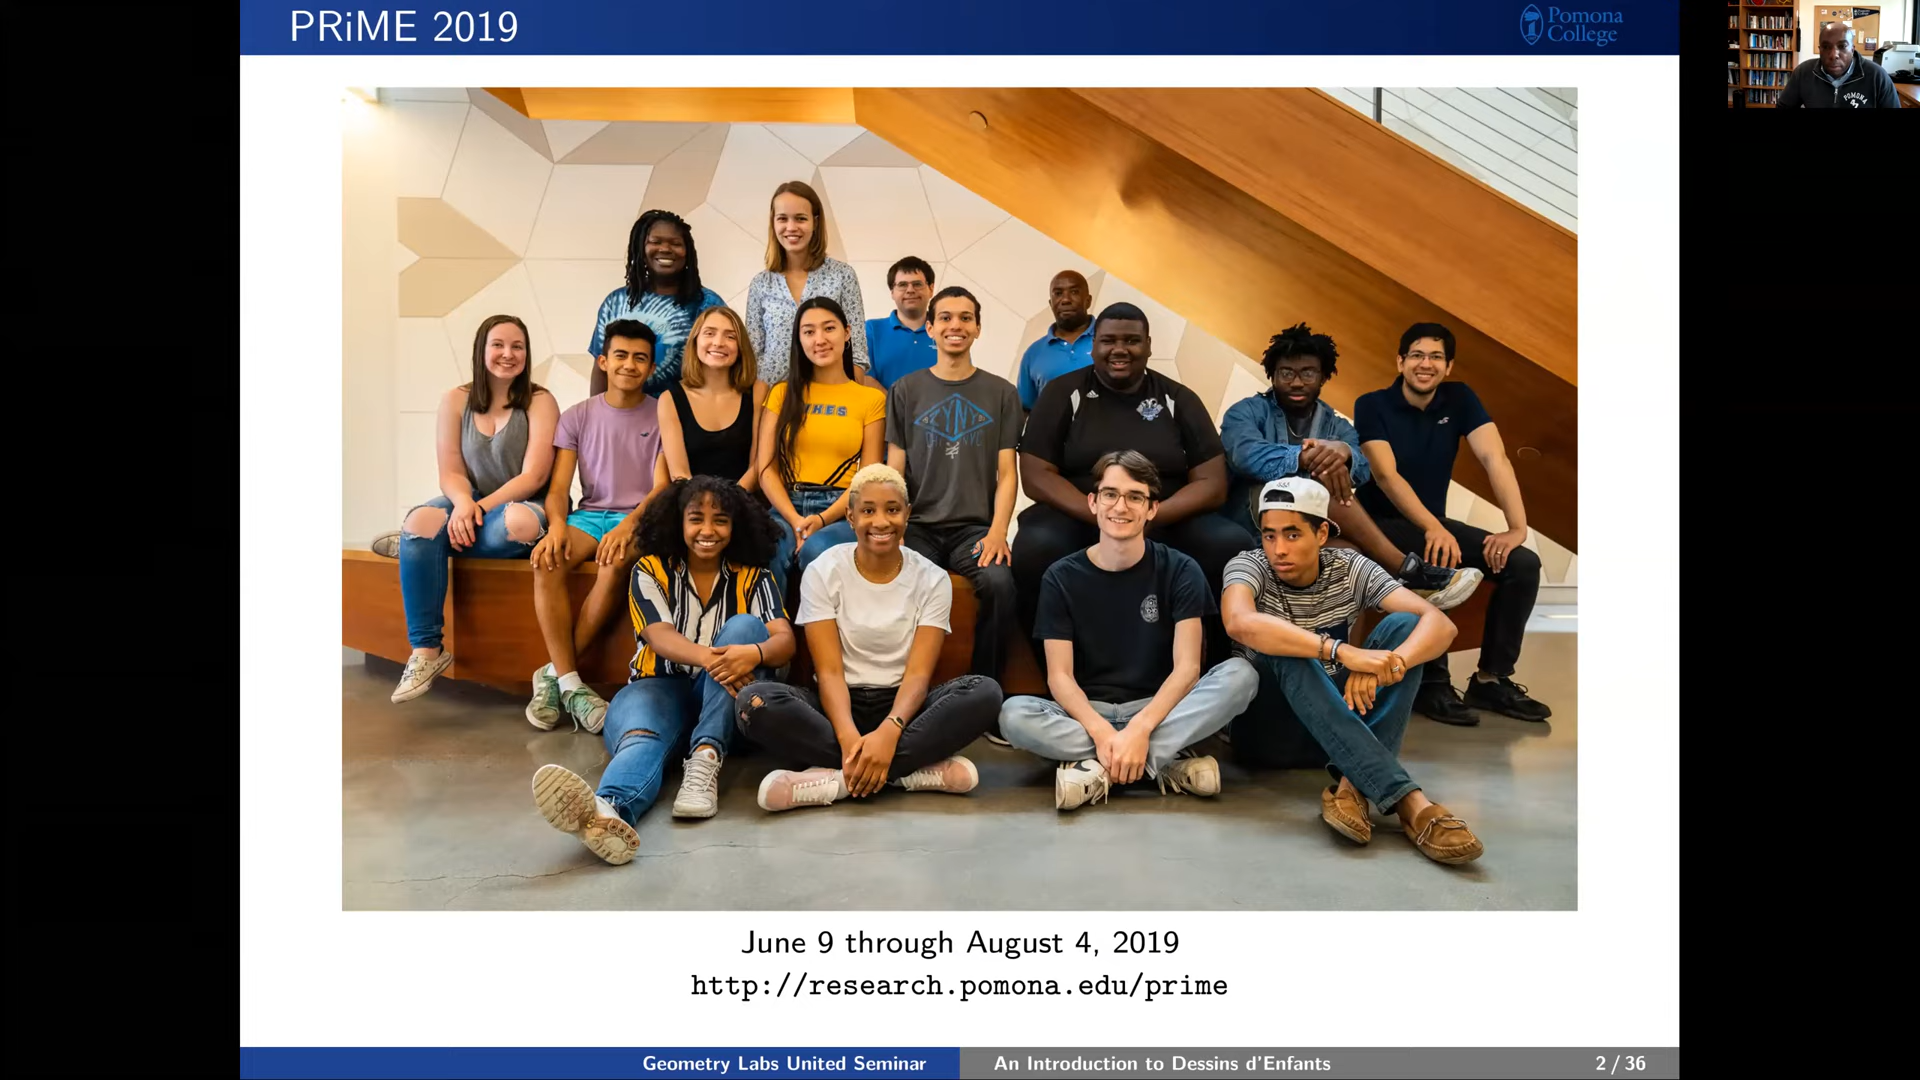 PRiME 2019
Pomona
College
POMONA
June 9 through August 4, 2019
http://research.pomona.edu/prime
Geometry Labs United Seminar
An Introduction to Dessins d'Enfants
2 / 36